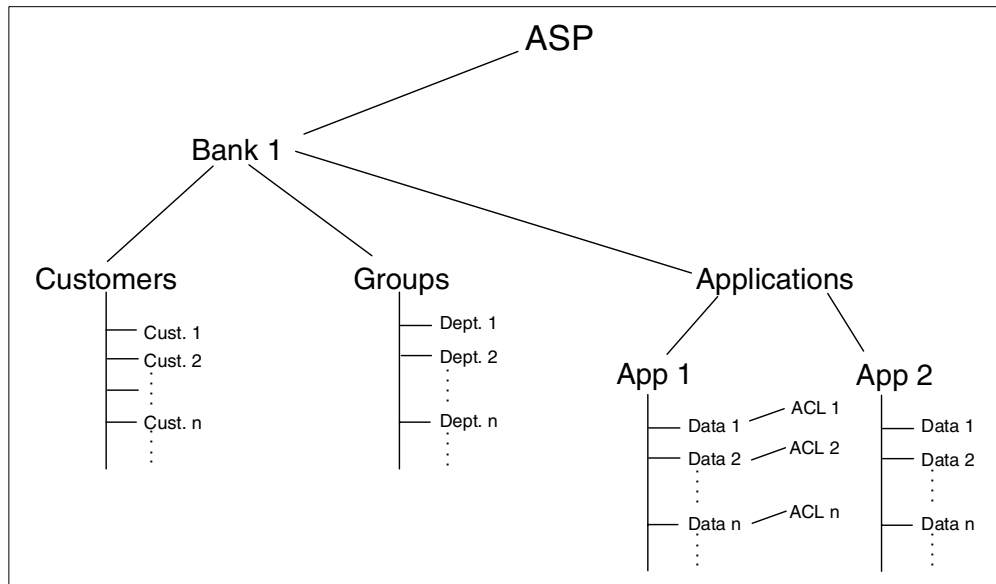 ASP
Bank 1
Customers
Groups
Applications
Cust. 1
Cust. 2
Cust. n
Dept. 1
Dept. 2
Dept. n
App 1
App 2
Data 1
ACL 1
Data 2
ACL 2
Data n
ACL n
Data 1
Data 2
Data n